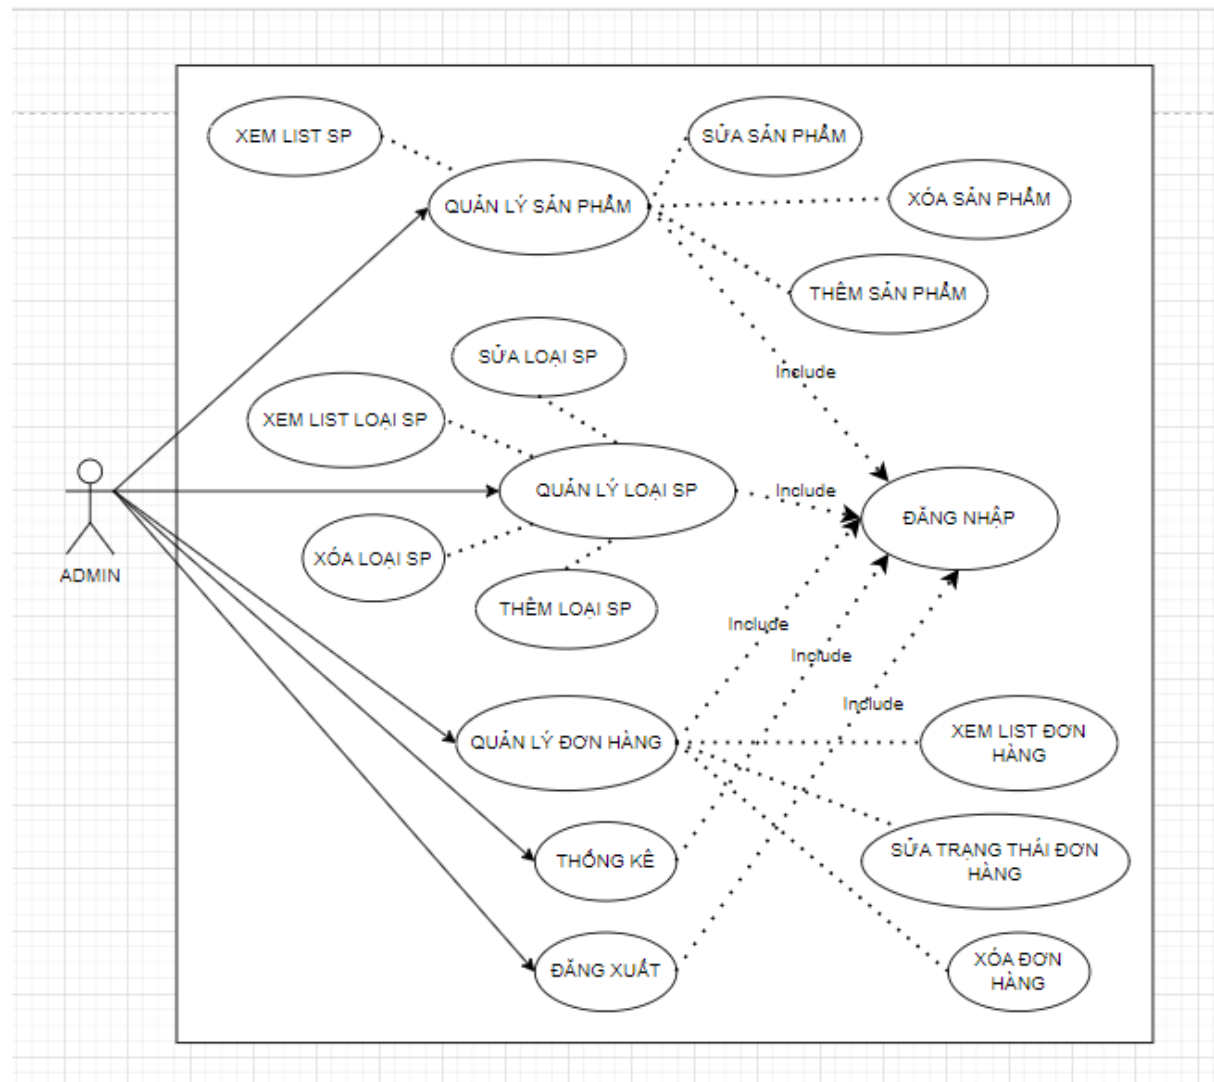 XEM LIST SP
SỬA SẢN PHẨM
QUẢN LÝ SẢN PHẨM
XÓA SẢN PHẨM
THÊM SẢN PHẨM
SỬA LOẠI SP
Include
XEM LIST LOẠI SP
QUẢN LÝ LOẠI SP
Include
ĐĂNG NHẬP
XÓA LOẠI SP
ADMIN
THÊM LOẠI SP
Include
Include
Include
QUẢN LÝ ĐƠN HÀNG
XEM LIST ĐƠN
HÀNG
THỐNG KÊ
SỬA TRẠNG THÁI ĐƠN
HÀNG
ĐĂNG XUẤT
XÓA ĐƠN
HÀNG